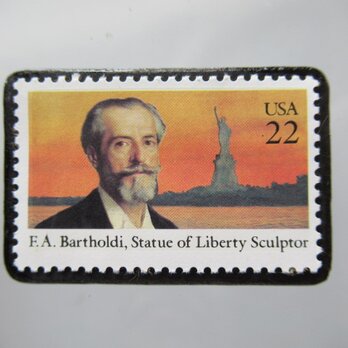 USA
22
F.A. Bartholdi, Statue of Liberty Sculptor